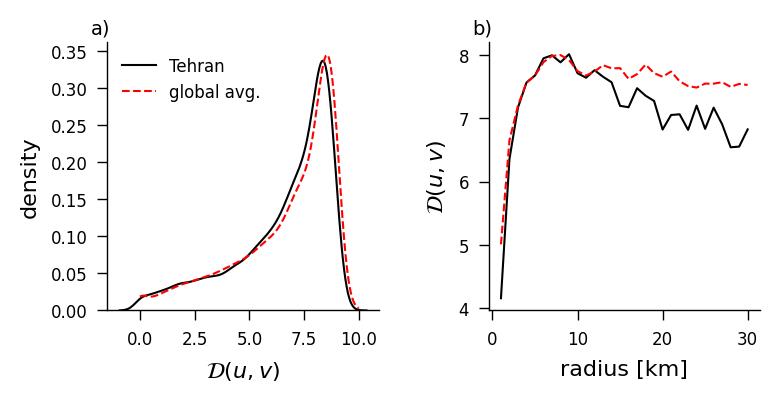 a)
0.35
0.30
0.25
0.20
0.15
0.10
0.05
0.00
density
Tehran
global avg.
0.0 2.5 5.0 7.5 10.0
𝒟(u, v)
b)
8
7
6
5
4
𝒟(u, v)
0 10 20 30
radius [km]